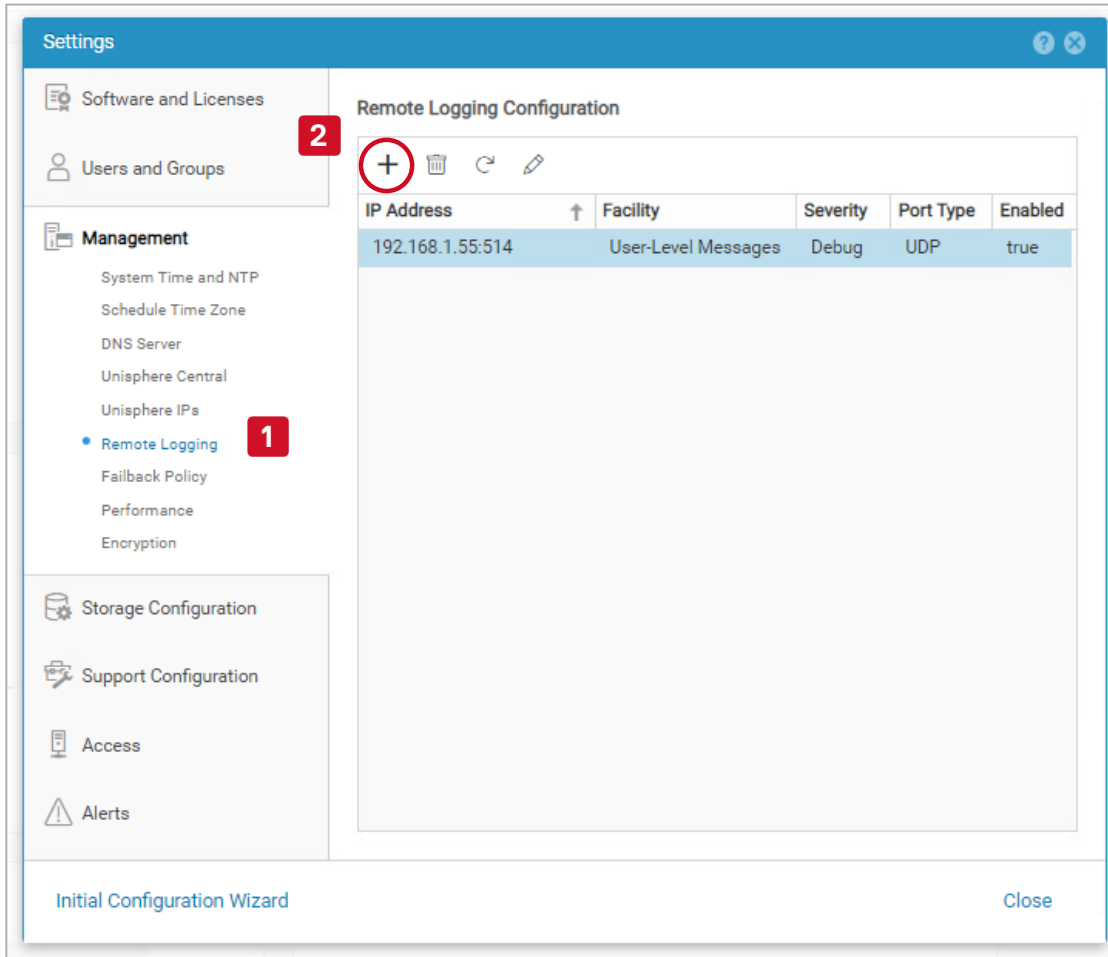 Settings
Software and Licenses
Users and Groups
Management
System Time and NTP
Schedule Time Zone
DNS Server
Unisphere Central
Unisphere IPs
Remote Logging
1
Failback Policy
Performance
Encryption
Storage Configuration
Support Configuration
Access
Alerts
Remote Logging Configuration
2
IP Address Facility Severity Port Type Enabled
192.168.1.55:514 User-Level Messages Debug UDP true
Initial Configuration Wizard
Close